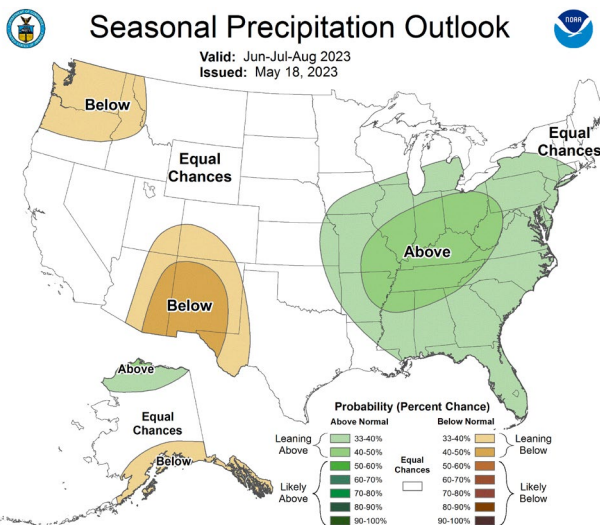 Seasonal Precipitation Outlook
NOAA
Valid: Jun-Jul-Aug 2023
Issued: May 18, 2023
Below
Equal
Chances
Equal
Chances
Above
Below
Above
Equal
Chances
Below
Probability (Percent Chance)
Above Normal
Below Normal
Leaning
Above
33-40%
40-50%
Likely
Above
50-60%
60-70%
70-80%
80-90%
90-100%
Equal
Chances
33-40%
40-50%
Leaning
Below
50-60%
60-70%
70-80%
80-90%
90-100%
Likely
Below